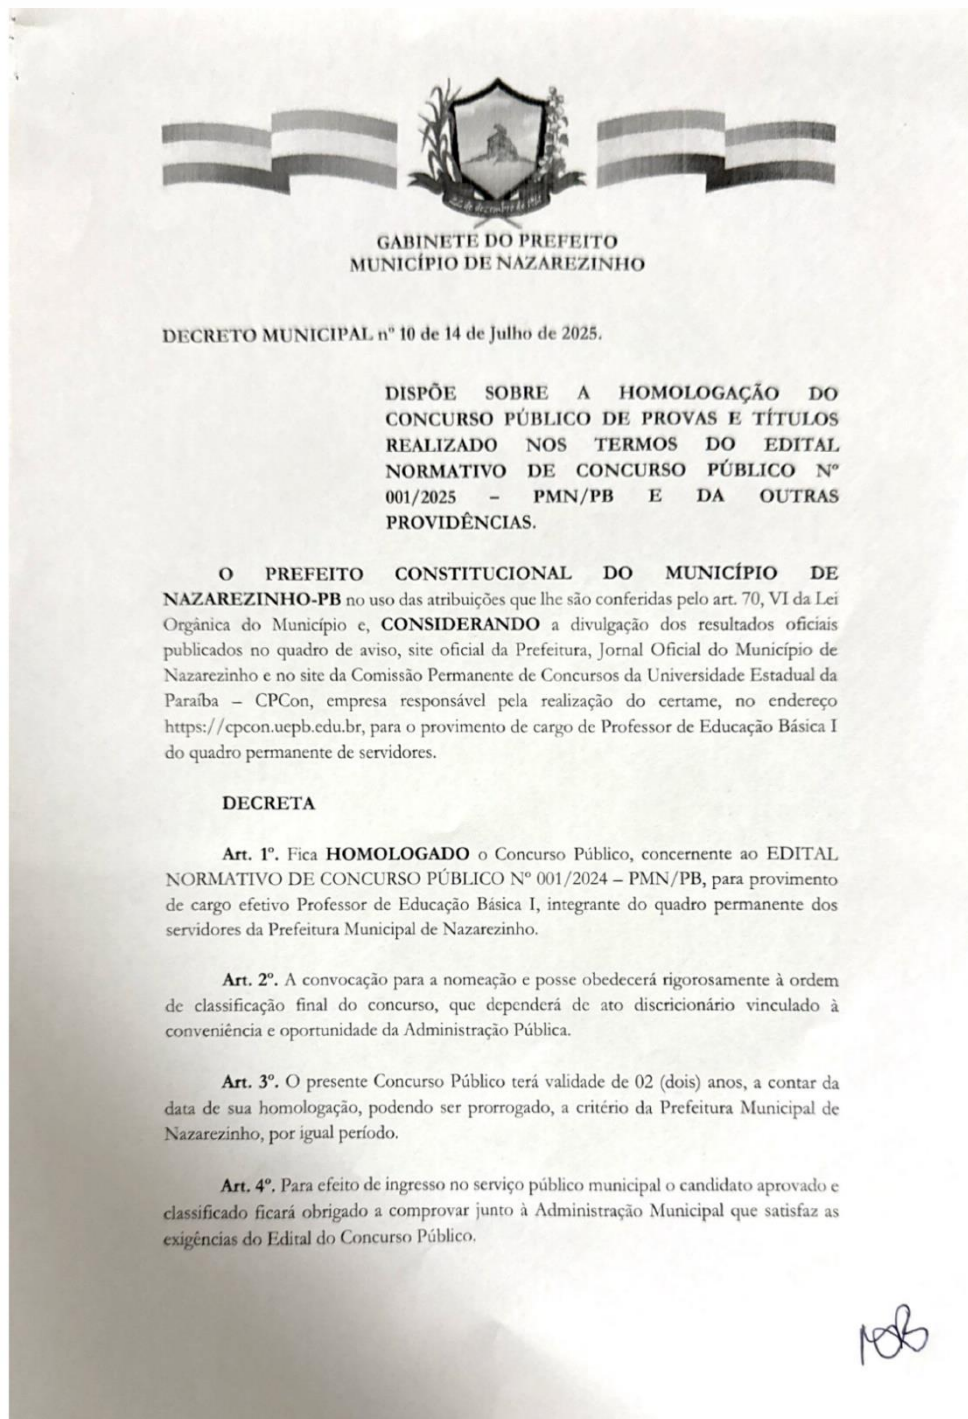 22 de dezembro de 1961
GABINETE DO PREFEITO
MUNICÍPIO DE NAZAREZINHO
DECRETO MUNICIPAL nº 10 de 14 de Julho de 2025.
DISPÕE SOBRE A HOMOLOGAÇÃO DO
CONCURSO PÚBLICO DE PROVAS E TÍTULOS
REALIZADO NOS TERMOS DO EDITAL
NORMATIVO DE CONCURSO PÚBLICO Nº
001/2025 – PMN/PB E DA OUTRAS
PROVIDÊNCIAS.
O PREFEITO CONSTITUCIONAL DO MUNICÍPIO DE
NAZAREZINHO-PB no uso das atribuições que lhe são conferidas pelo art. 70, VI da Lei
Orgânica do Município e, CONSIDERANDO a divulgação dos resultados oficiais
publicados no quadro de aviso, site oficial da Prefeitura, Jornal Oficial do Município de
Nazarezinho e no site da Comissão Permanente de Concursos da Universidade Estadual da
Paraíba – CPCon, empresa responsável pela realização do certame, no endereço
https://cpcon.uepb.edu.br, para o provimento de cargo de Professor de Educação Básica I
do quadro permanente de servidores.
DECRETA
Art. 1º. Fica HOMOLOGADO o Concurso Público, concernente ao EDITAL
NORMATIVO DE CONCURSO PÚBLICO Nº 001/2024 – PMN/PB, para provimento
de cargo efetivo Professor de Educação Básica I, integrante do quadro permanente dos
servidores da Prefeitura Municipal de Nazarezinho.
Art. 2º. A convocação para a nomeação e posse obedecerá rigorosamente à ordem
de classificação final do concurso, que dependerá de ato discricionário vinculado à
conveniência e oportunidade da Administração Pública.
Art. 3º. O presente Concurso Público terá validade de 02 (dois) anos, a contar da
data de sua homologação, podendo ser prorrogado, a critério da Prefeitura Municipal de
Nazarezinho, por igual período.
Art. 4º. Para efeito de ingresso no serviço público municipal o candidato aprovado e
classificado ficará obrigado a comprovar junto à Administração Municipal que satisfaz as
exigências do Edital do Concurso Público.